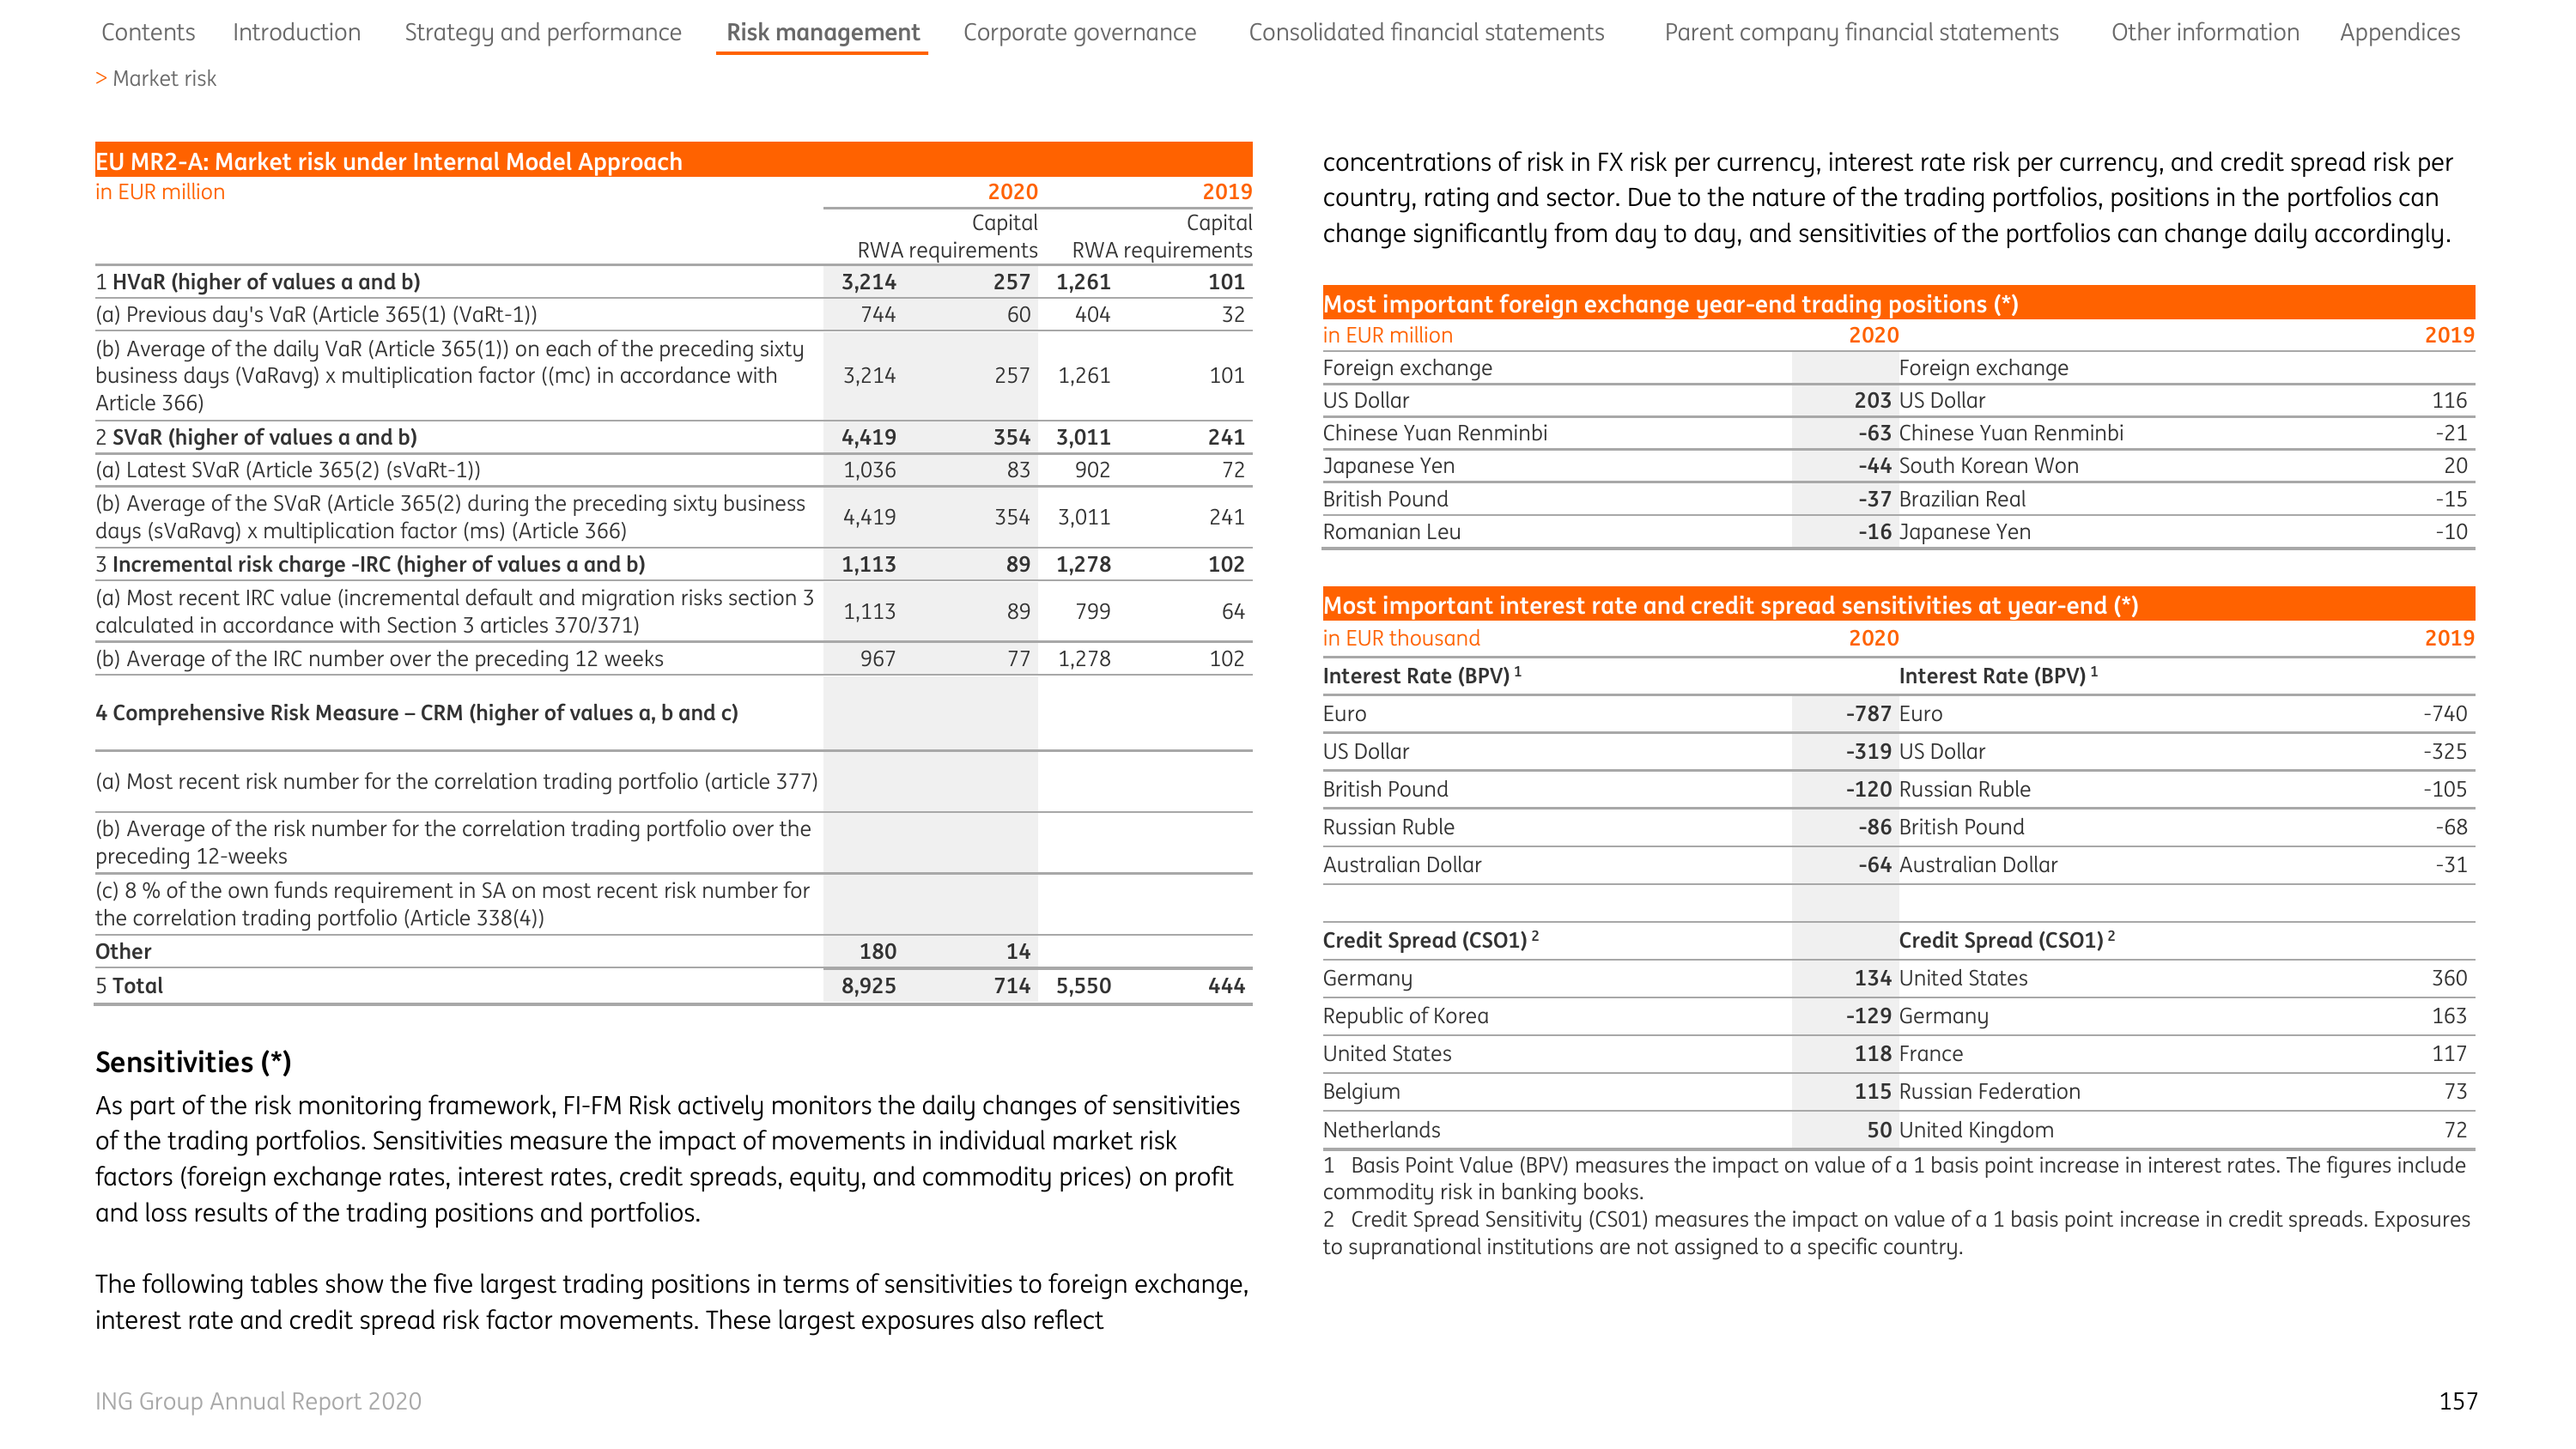 Contents Introduction Strategy and performance Risk management Corporate governance Consolidated financial statements Parent company financial statements Other information Appendices
> Market risk
EU MR2-A: Market risk under Internal Model Approach
in EUR million 2020 2019
Capital Capital
RWA requirements RWA requirements
1 HVaR (higher of values a and b) 3,214 257 1,261 101
(a) Previous day's VaR (Article 365(1) (VaRt-1)) 744 60 404 32
(b) Average of the daily VaR (Article 365(1)) on each of the preceding sixty
business days (VaRavg) x multiplication factor ((mc) in accordance with 3,214 257 1,261 101
Article 366)
2 SVaR (higher of values a and b) 4,419 354 3,011 241
(a) Latest SVaR (Article 365(2) (sVaRt-1)) 1,036 83 902 72
(b) Average of the SVaR (Article 365(2) during the preceding sixty business
days (sVaRavg) x multiplication factor (ms) (Article 366) 4,419 354 3,011 241
3 Incremental risk charge -IRC (higher of values a and b) 1,113 89 1,278 102
(a) Most recent IRC value (incremental default and migration risks section 3
calculated in accordance with Section 3 articles 370/371) 1,113 89 799 64
(b) Average of the IRC number over the preceding 12 weeks 967 77 1,278 102
4 Comprehensive Risk Measure – CRM (higher of values a, b and c)
(a) Most recent risk number for the correlation trading portfolio (article 377)
(b) Average of the risk number for the correlation trading portfolio over the
preceding 12-weeks
(c) 8 % of the own funds requirement in SA on most recent risk number for
the correlation trading portfolio (Article 338(4))
Other 180 14
5 Total 8,925 714 5,550 444
Sensitivities (*)
As part of the risk monitoring framework, FI-FM Risk actively monitors the daily changes of sensitivities
of the trading portfolios. Sensitivities measure the impact of movements in individual market risk
factors (foreign exchange rates, interest rates, credit spreads, equity, and commodity prices) on profit
and loss results of the trading positions and portfolios.
The following tables show the five largest trading positions in terms of sensitivities to foreign exchange,
interest rate and credit spread risk factor movements. These largest exposures also reflect
concentrations of risk in FX risk per currency, interest rate risk per currency, and credit spread risk per
country, rating and sector. Due to the nature of the trading portfolios, positions in the portfolios can
change significantly from day to day, and sensitivities of the portfolios can change daily accordingly.
Most important foreign exchange year-end trading positions (*)
in EUR million 2020 2019
Foreign exchange Foreign exchange
US Dollar 203 US Dollar 116
Chinese Yuan Renminbi -63 Chinese Yuan Renminbi -21
Japanese Yen -44 South Korean Won 20
British Pound -37 Brazilian Real -15
Romanian Leu -16 Japanese Yen -10
Most important interest rate and credit spread sensitivities at year-end (*)
in EUR thousand 2020 2019
Interest Rate (BPV) 1 Interest Rate (BPV) 1
Euro -787 Euro -740
US Dollar -319 US Dollar -325
British Pound -120 Russian Ruble -105
Russian Ruble -86 British Pound -68
Australian Dollar -64 Australian Dollar -31
Credit Spread (CSO1) 2 Credit Spread (CSO1) 2
Germany 134 United States 360
Republic of Korea -129 Germany 163
United States 118 France 117
Belgium 115 Russian Federation 73
Netherlands 50 United Kingdom 72
1 Basis Point Value (BPV) measures the impact on value of a 1 basis point increase in interest rates. The figures include
commodity risk in banking books.
2 Credit Spread Sensitivity (CS01) measures the impact on value of a 1 basis point increase in credit spreads. Exposures
to supranational institutions are not assigned to a specific country.
ING Group Annual Report 2020 157